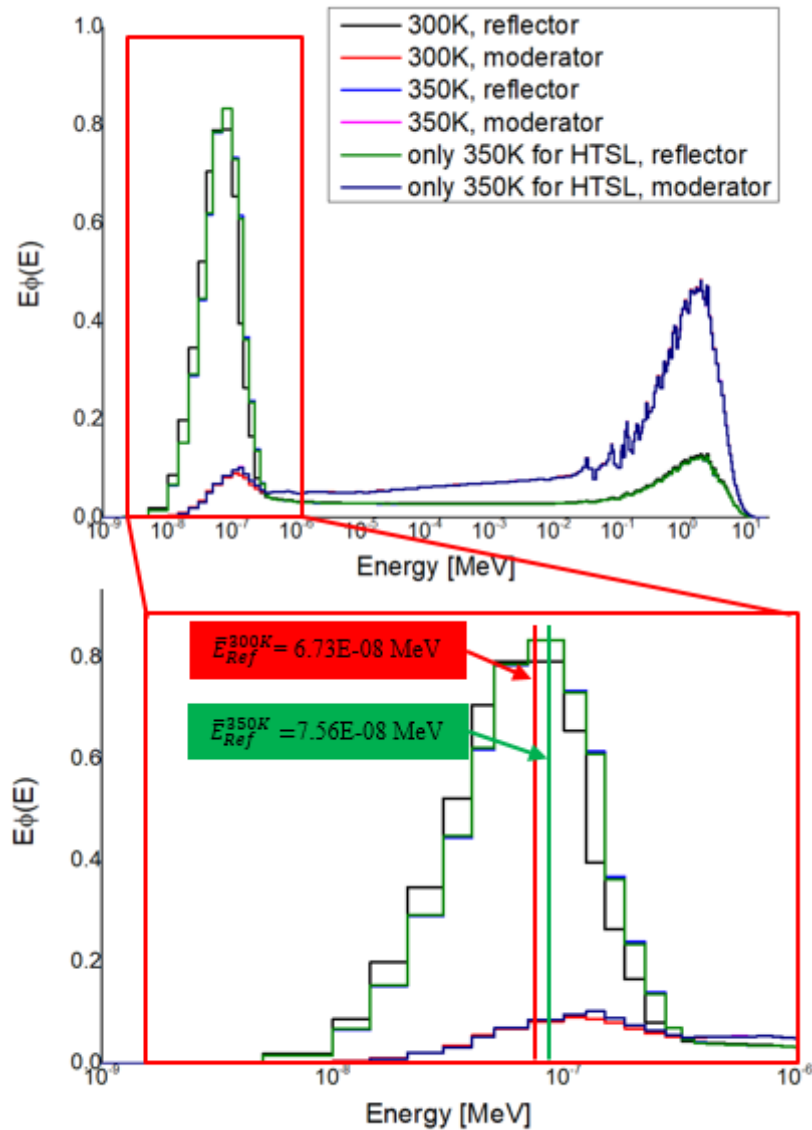 300K, reflector
300K, moderator
350K, reflector
350K, moderator
only 350K for HTSL, reflector
only 350K for HTSL, moderator
1.0
0.8
0.6
0.4
0.2
0.0
Eϕ(E)
10⁻⁹ 10⁻⁸ 10⁻⁷ 10⁻⁶ 10⁻⁵ 10⁻⁴ 10⁻³ 10⁻² 10⁻¹ 10⁰ 10¹
Energy [MeV]
Ē_Ref^300K = 6.73E-08 MeV
Ē_Ref^350K =7.56E-08 MeV
0.8
0.6
0.4
0.2
0.0
Eϕ(E)
10⁻⁹ 10⁻⁸ 10⁻⁷ 10⁻⁶
Energy [MeV]